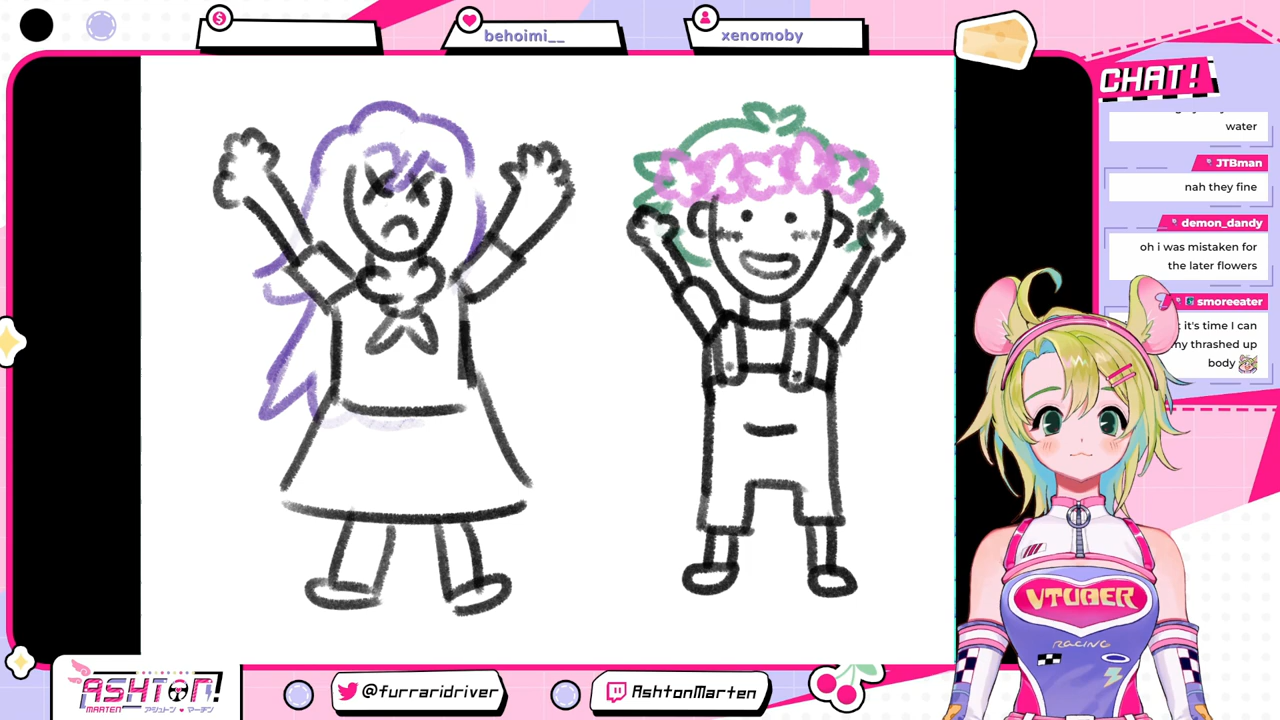 behoimi__
xenomoby
CHAT!
water
JTBman
nah they fine
demon_dandy
oh i was mistaken for
the later flowers
smoreeater
it's time I can
my thrashed up
body
VTUBER
RACING
ASHTON!
MARTEN アシュトン♥マーテン
@furraridriver
AshtonMarten